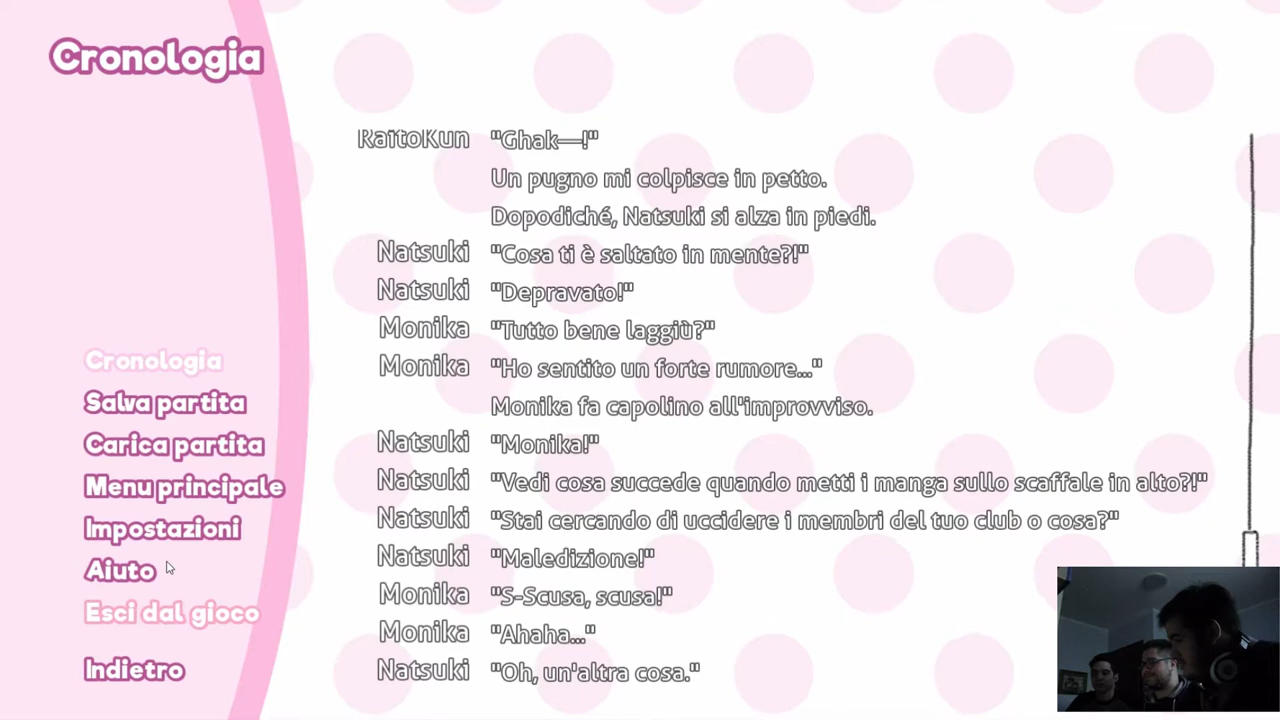 Cronologia
RaitoKun "Ghak—!"
Un pugno mi colpisce in petto.
Dopodiché, Natsuki si alza in piedi.
Natsuki "Cosa ti è saltato in mente?!"
Natsuki "Depravato!"
Monika "Tutto bene laggiù?"
Monika "Ho sentito un forte rumore..."
Monika fa capolino all'improvviso.
Natsuki "Monika!"
Natsuki "Vedi cosa succede quando metti i manga sullo scaffale in alto?!"
Natsuki "Stai cercando di uccidere i membri del tuo club o cosa?"
Natsuki "Maledizione!"
Monika "S-Scusa, scusa!"
Monika "Ahaha..."
Natsuki "Oh, un'altra cosa."
Cronologia
Salva partita
Carica partita
Menu principale
Impostazioni
Aiuto
Esci dal gioco
Indietro